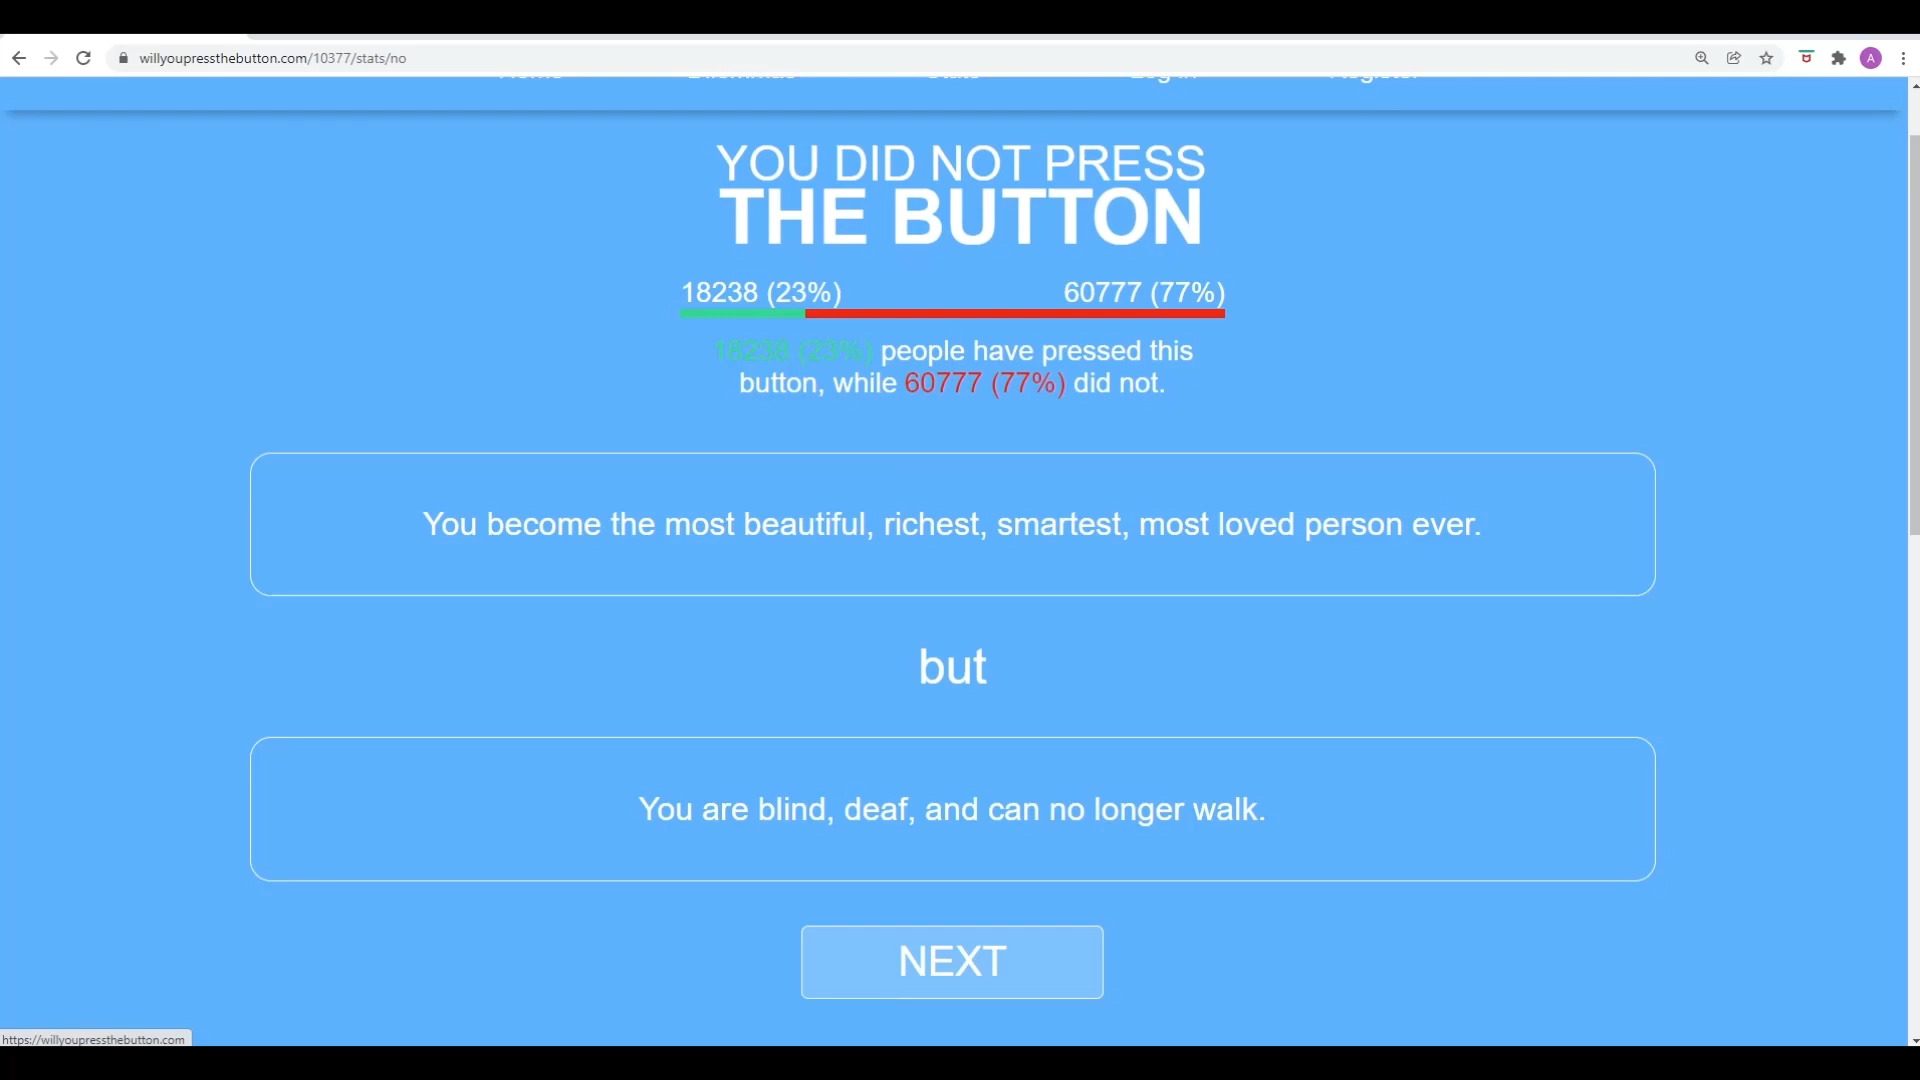 willyoupressthebutton.com/10377/stats/no
A
YOU DID NOT PRESS
THE BUTTON
18238 (23%) 60777 (77%)
18238 (23%) people have pressed this
button, while 60777 (77%) did not.
You become the most beautiful, richest, smartest, most loved person ever.
but
You are blind, deaf, and can no longer walk.
NEXT
https://willyoupressthebutton.com